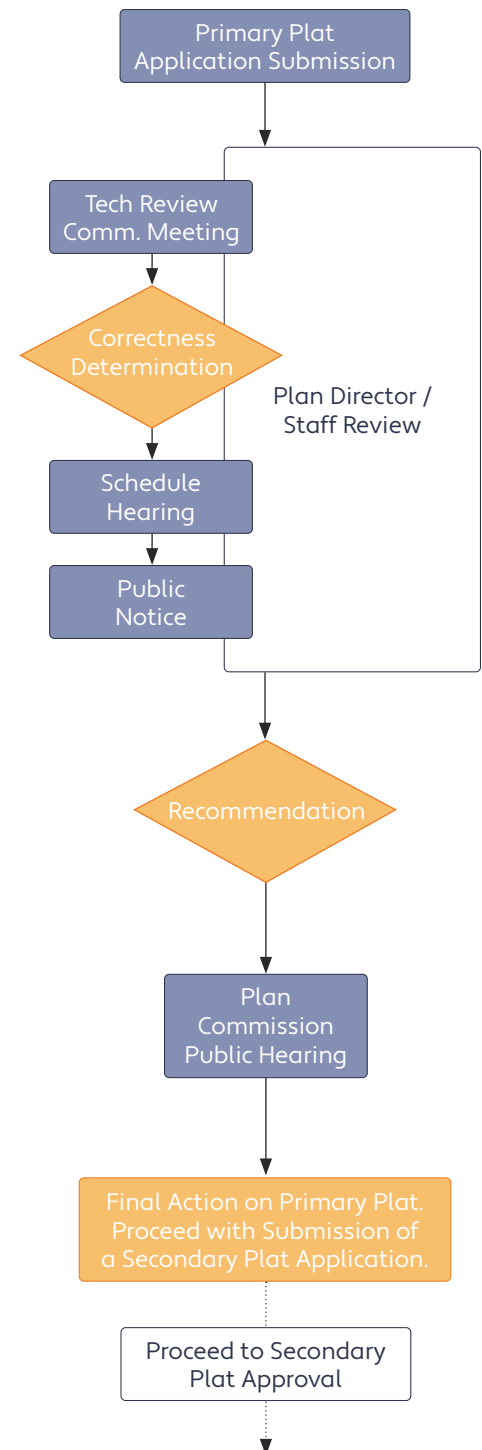 Primary Plat
Application Submission
Tech Review
Comm. Meeting
Correctness
Determination
Plan Director /
Staff Review
Schedule
Hearing
Public
Notice
Recommendation
Plan
Commission
Public Hearing
Final Action on Primary Plat.
Proceed with Submission of
a Secondary Plat Application.
Proceed to Secondary
Plat Approval